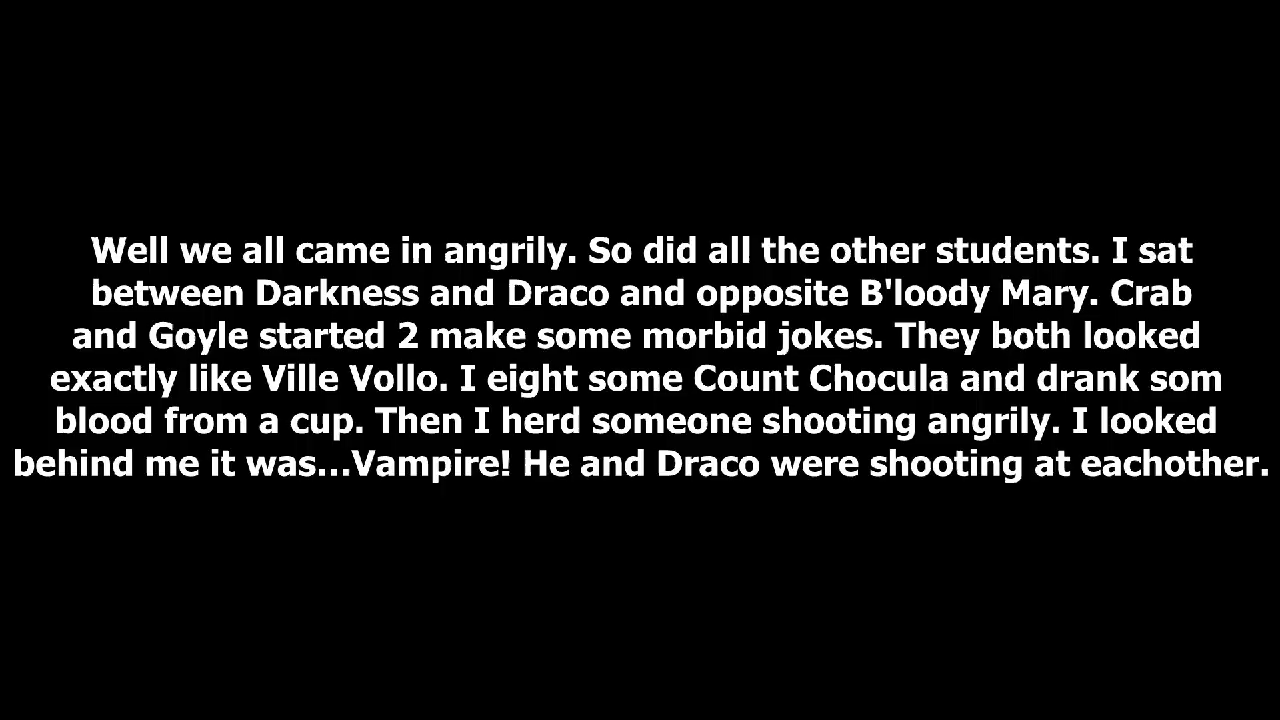 Well we all came in angrily. So did all the other students. I sat
between Darkness and Draco and opposite B'loody Mary. Crab
and Goyle started 2 make some morbid jokes. They both looked
exactly like Ville Vollo. I eight some Count Chocula and drank som
blood from a cup. Then I herd someone shooting angrily. I looked
behind me it was...Vampire! He and Draco were shooting at eachother.